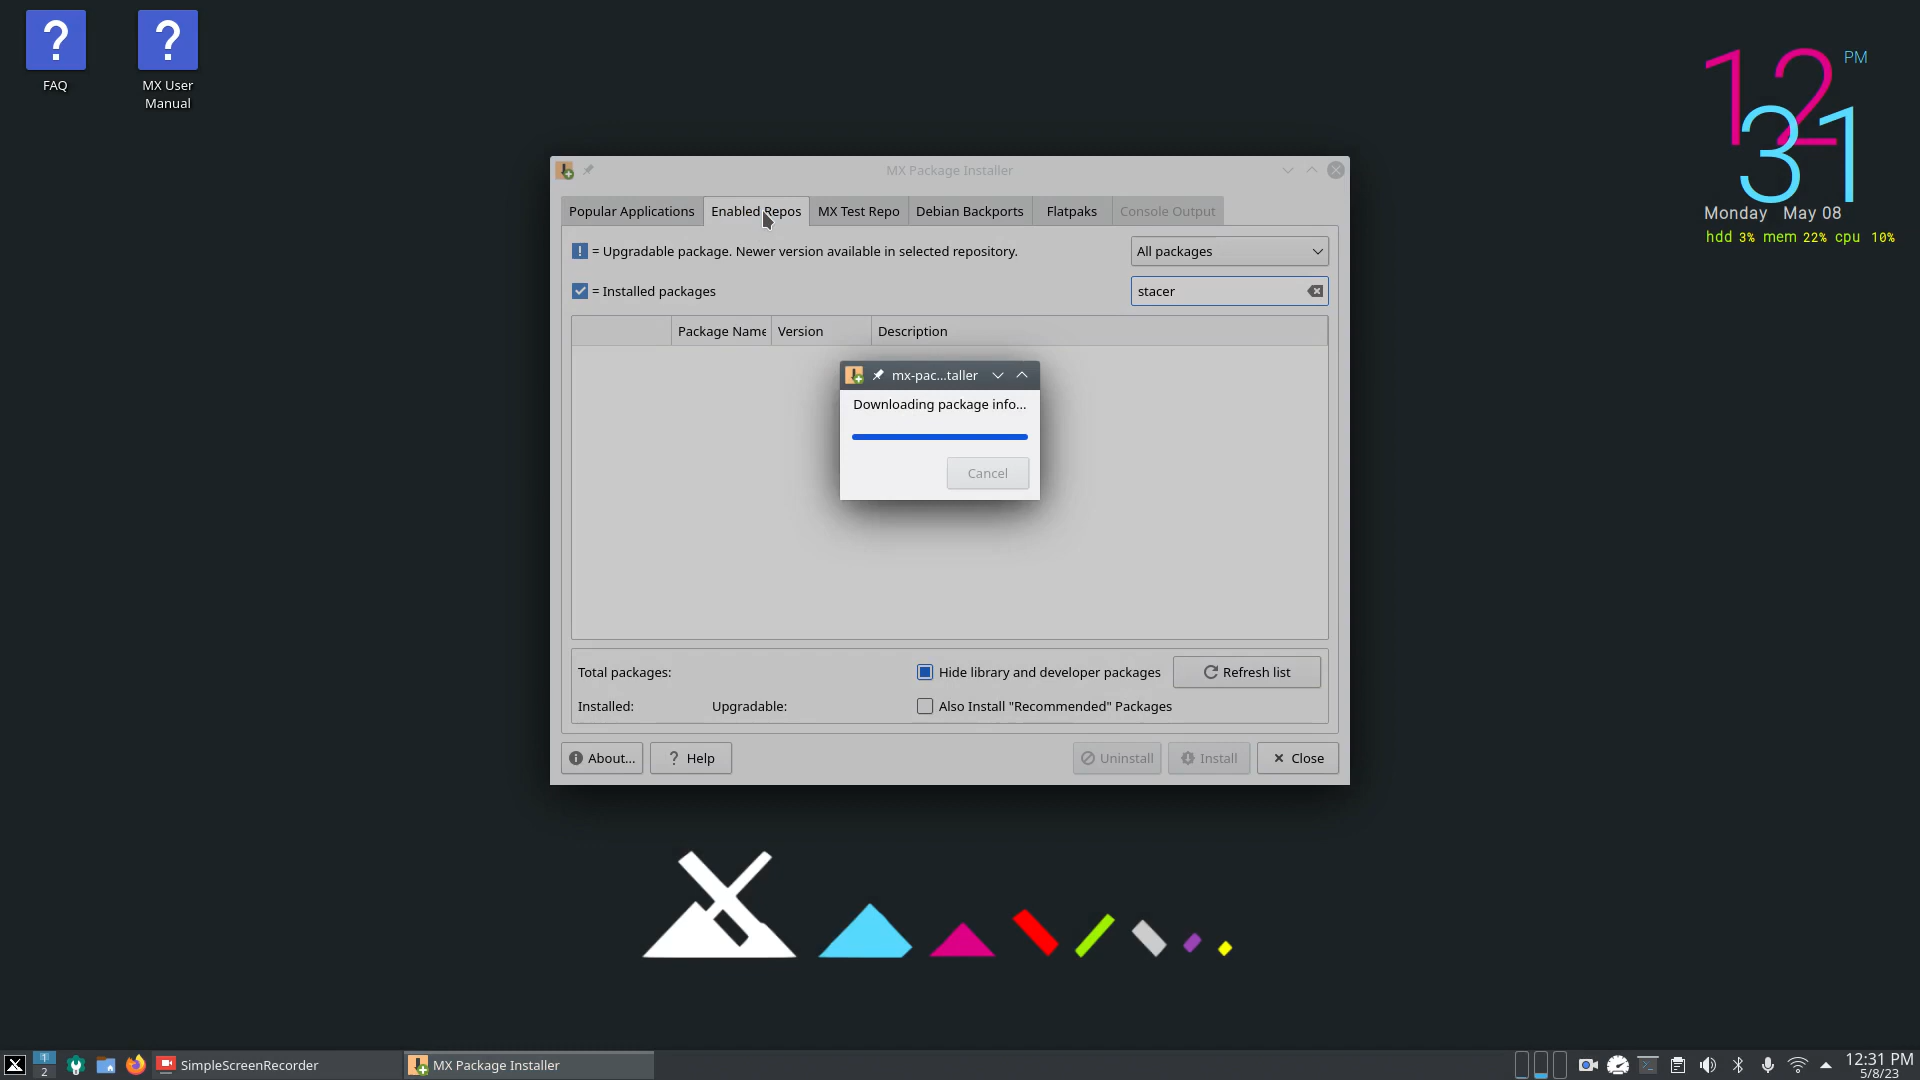 ?
FAQ
?
MX User
Manual
12
PM
31
Monday May 08
hdd 3% mem 22% cpu 10%
MX Package Installer
Popular Applications
Enabled Repos
MX Test Repo
Debian Backports
Flatpaks
Console Output
! = Upgradable package. Newer version available in selected repository.
All packages
= Installed packages
stacer
Package Name
Version
Description
mx-pac...taller
Downloading package info...
Cancel
Total packages:
Hide library and developer packages
Refresh list
Installed:
Upgradable:
Also Install "Recommended" Packages
About...
? Help
Uninstall
Install
Close
1
2
SimpleScreenRecorder
MX Package Installer
12:31 PM
5/8/23